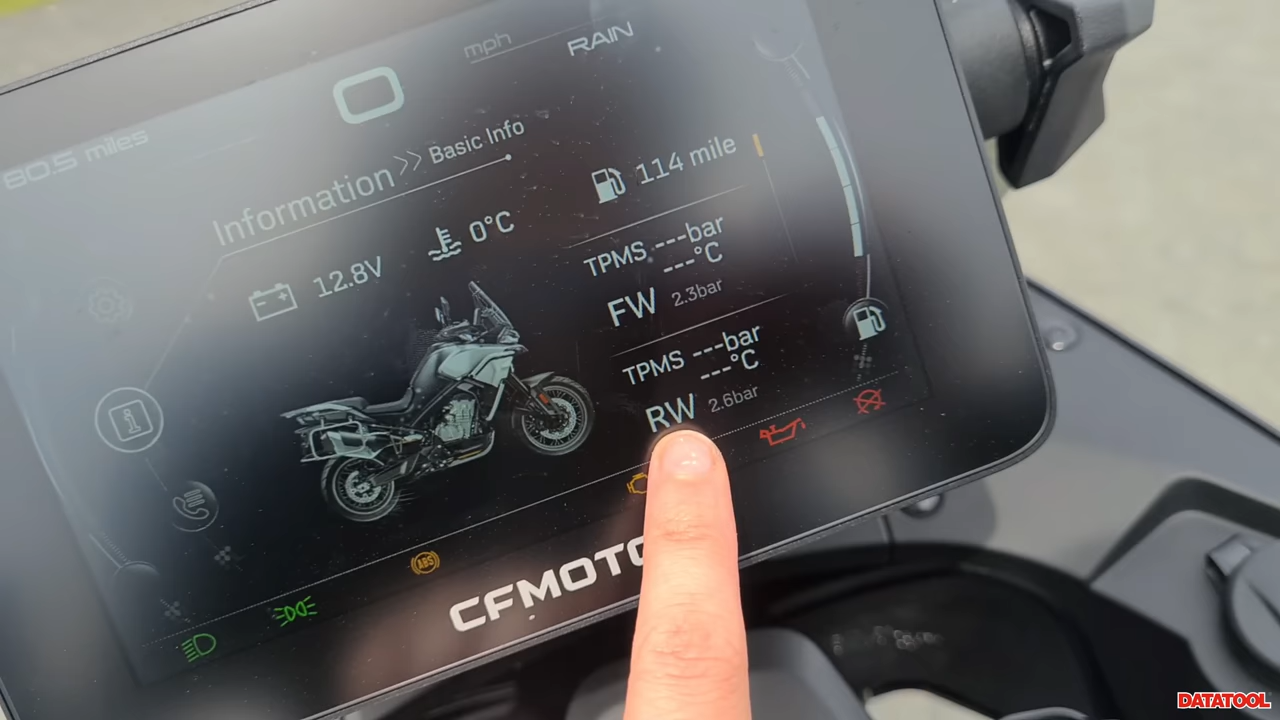 mph
RAIN
0
80.5 miles
Information >> Basic Info
114 mile
12.8V
0°C
TPMS ---bar
---°C
FW 2.3bar
TPMS ---bar
---°C
RW 2.6bar
ABS
CFMOTO
DATATOOL